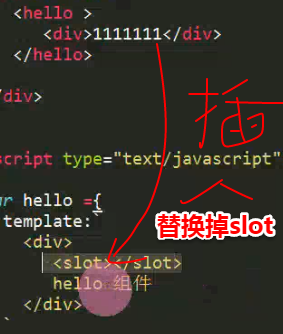 <hello >
<div>1111111</div>
</hello>
/div>
script type="text/javascript"
插
ar hello ={
template:`
替换掉slot
<div>
<slot></slot>
hello 组件
</div>
`